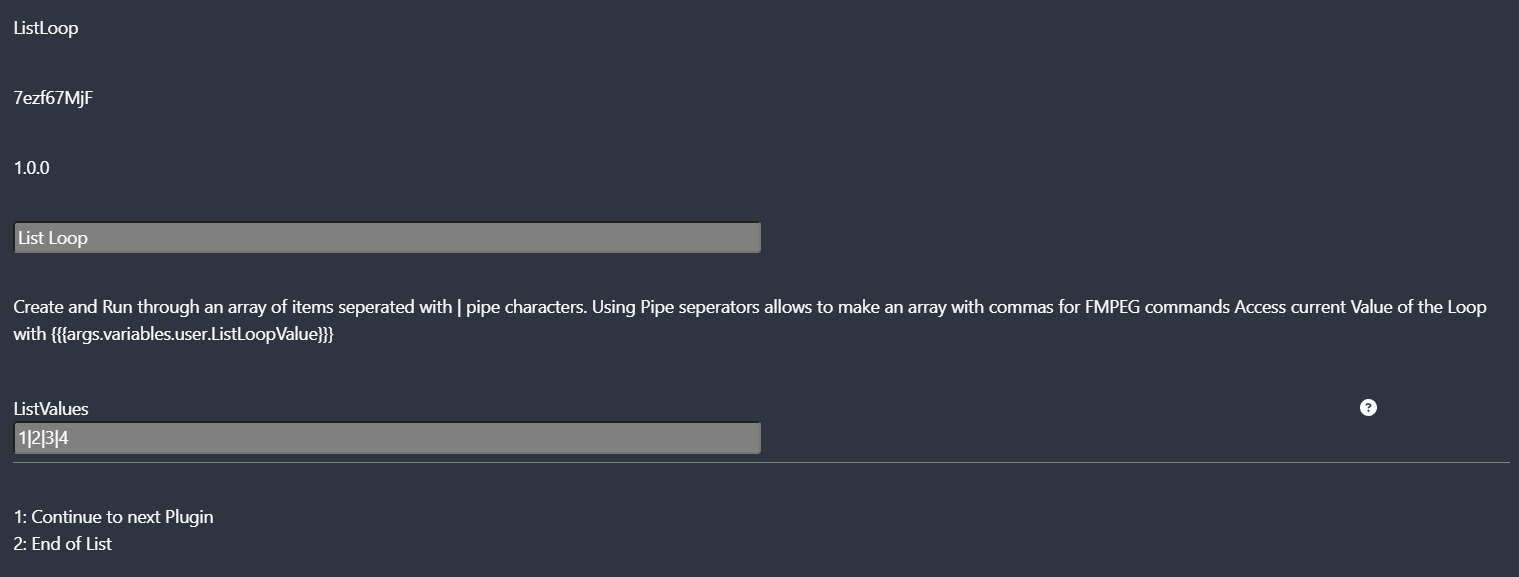 ListLoop
7ezf67MjF
1.0.0
List Loop
Create and Run through an array of items seperated with | pipe characters. Using Pipe seperators allows to make an array with commas for FMPEG commands Access current Value of the Loop
with {{{args.variables.user.ListLoopValue}}}
ListValues
?
1|2|3|4
1: Continue to next Plugin
2: End of List